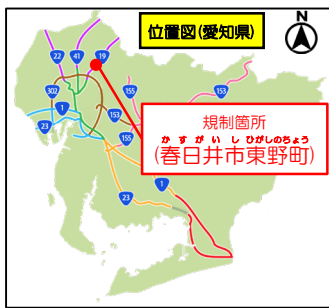 位置図(愛知県)
N
22
41
19
302
1
23
153
155
155
153
規制箇所
かすがいし ひがしのちょう
(春日井市東野町)
1
23